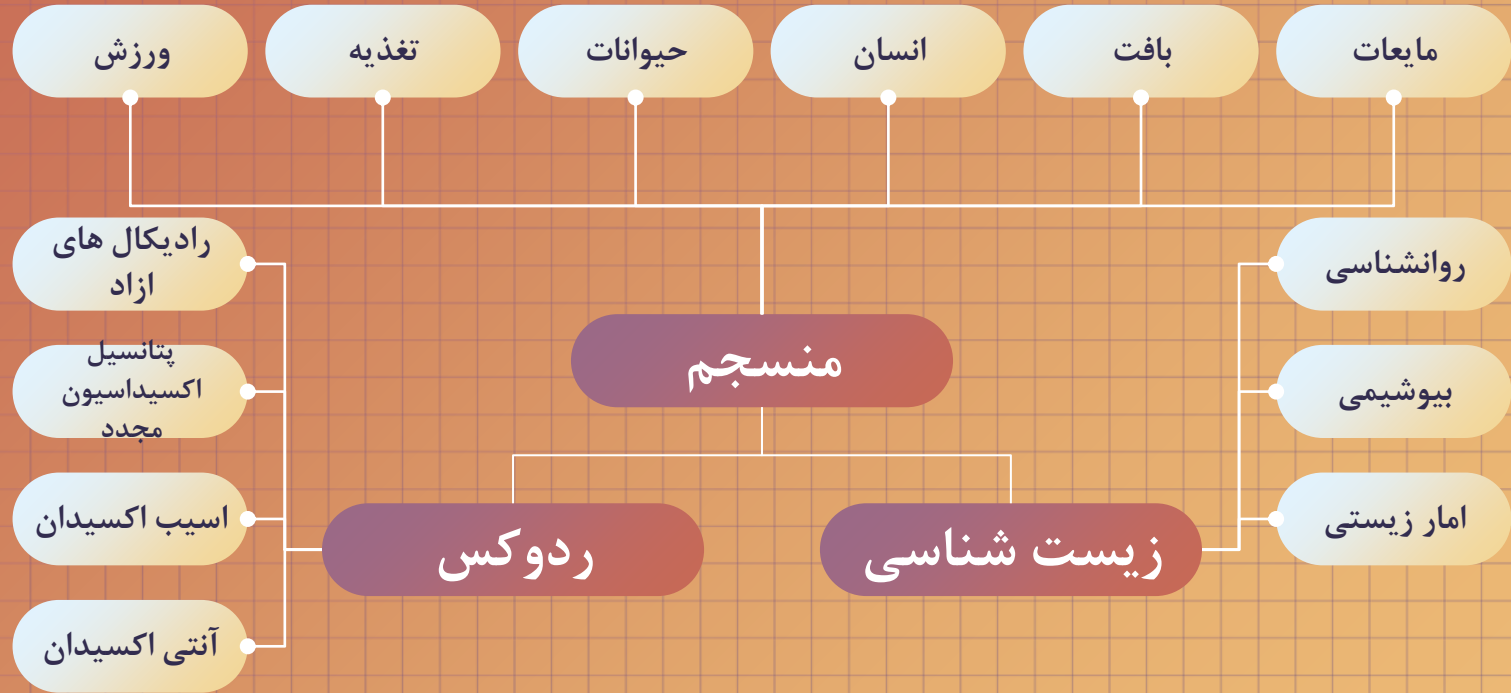 مایعات
بافت
انسان
حیوانات
تغذیه
ورزش
منسجم
زیست شناسی
روانشناسی
بیوشیمی
امار زیستی
ردوکس
رادیکال های
ازاد
پتانسیل
اکسیداسیون
مجدد
اسیب اکسیدان
آنتی اکسیدان